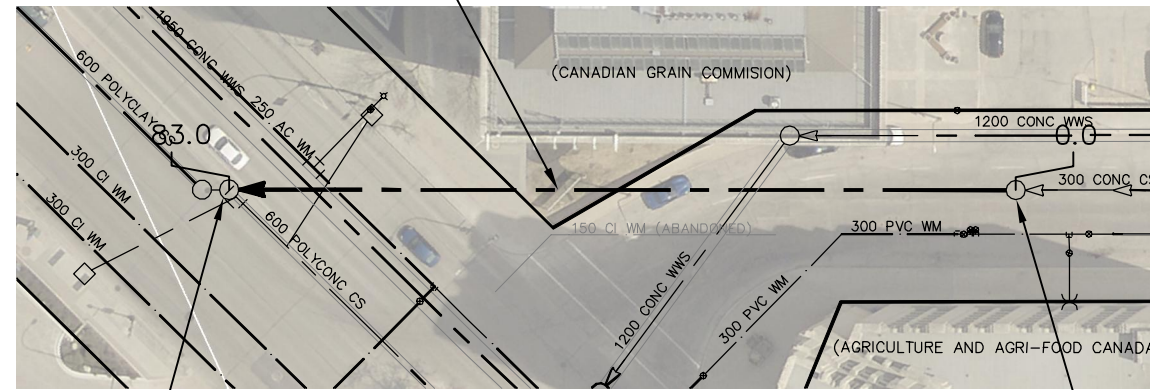 (CANADIAN GRAIN COMMISION)
1050 CONC WWS
250 AC WM
600 POLYCLAY CS
83.0
1200 CONC WWS
0.0
300 CI WM
300 CONC CS
300 CI WM
600 POLYCONC CS
150 CI WM (ABANDONED)
300 PVC WM
1200 CONC WWS
300 PVC WM
(AGRICULTURE AND AGRI-FOOD CANADA